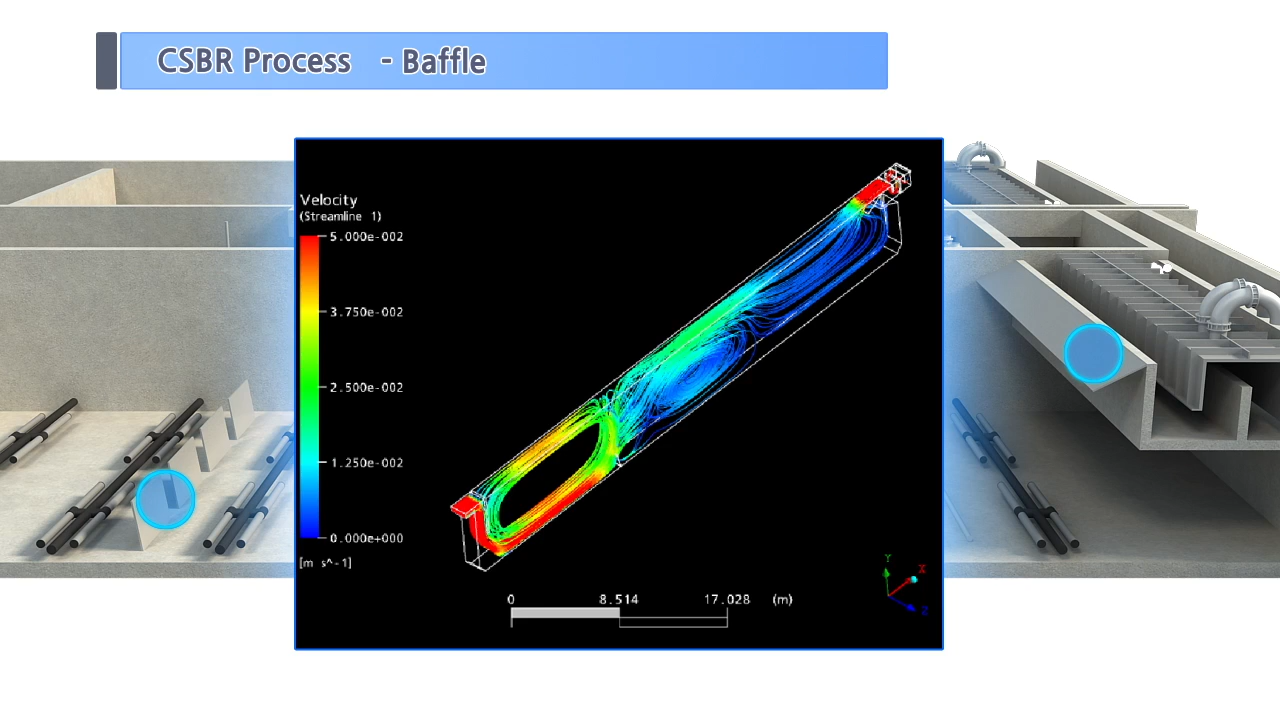 CSBR Process - Baffle
Velocity
(Streamline 1)
5.000e-002
3.750e-002
2.500e-002
1.250e-002
0.000e+000
[m s^-1]
0 8.514 17.028 (m)
Y
X
Z